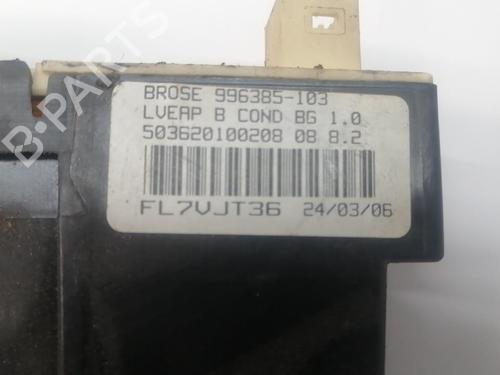 B-PARTS
BROSE 996385-103
LVEAP B COND BG 1.0
503620100208 08 8.2
FL7VJT36 24/03/06